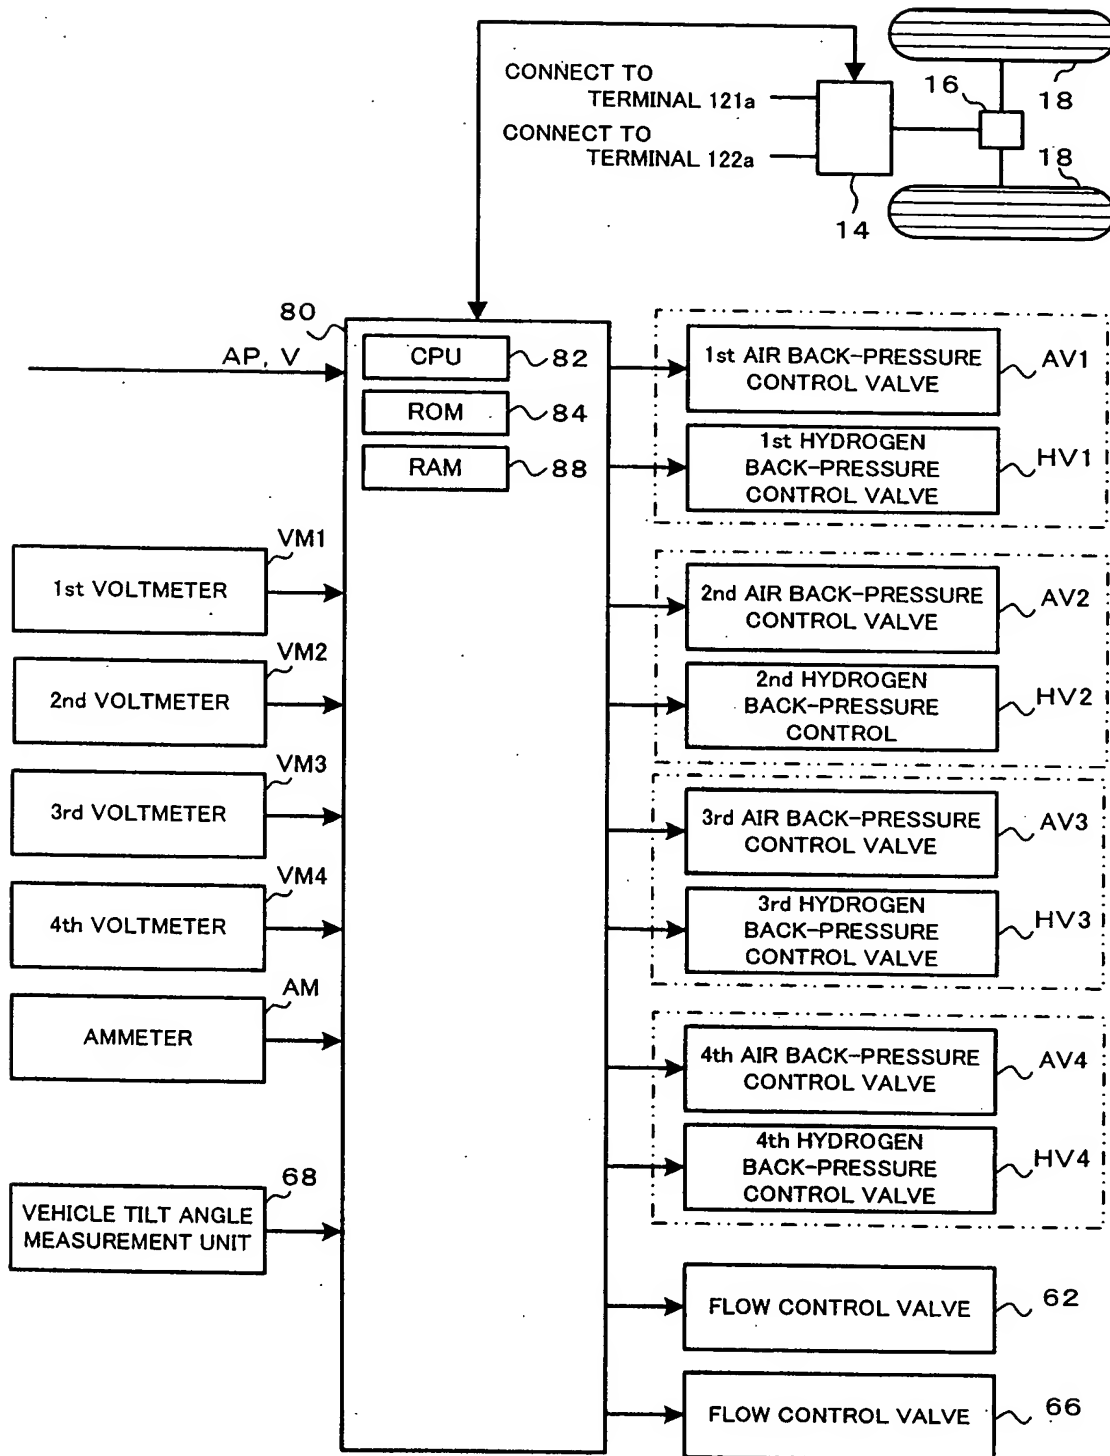 CONNECT TO
TERMINAL 121a
CONNECT TO
TERMINAL 122a
14
16
18
18
80
AP, V
CPU
82
ROM
84
RAM
88
VM1
1st VOLTMETER
VM2
2nd VOLTMETER
VM3
3rd VOLTMETER
VM4
4th VOLTMETER
AM
AMMETER
68
VEHICLE TILT ANGLE
MEASUREMENT UNIT
1st AIR BACK-PRESSURE
CONTROL VALVE
AV1
1st HYDROGEN
BACK-PRESSURE
CONTROL VALVE
HV1
2nd AIR BACK-PRESSURE
CONTROL VALVE
AV2
2nd HYDROGEN
BACK-PRESSURE
CONTROL
HV2
3rd AIR BACK-PRESSURE
CONTROL VALVE
AV3
3rd HYDROGEN
BACK-PRESSURE
CONTROL VALVE
HV3
4th AIR BACK-PRESSURE
CONTROL VALVE
AV4
4th HYDROGEN
BACK-PRESSURE
CONTROL VALVE
HV4
FLOW CONTROL VALVE
62
FLOW CONTROL VALVE
66